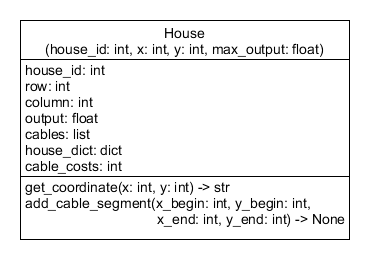 House
(house_id: int, x: int, y: int, max_output: float)
house_id: int
row: int
column: int
output: float
cables: list
house_dict: dict
cable_costs: int
get_coordinate(x: int, y: int) -> str
add_cable_segment(x_begin: int, y_begin: int,
x_end: int, y_end: int) -> None